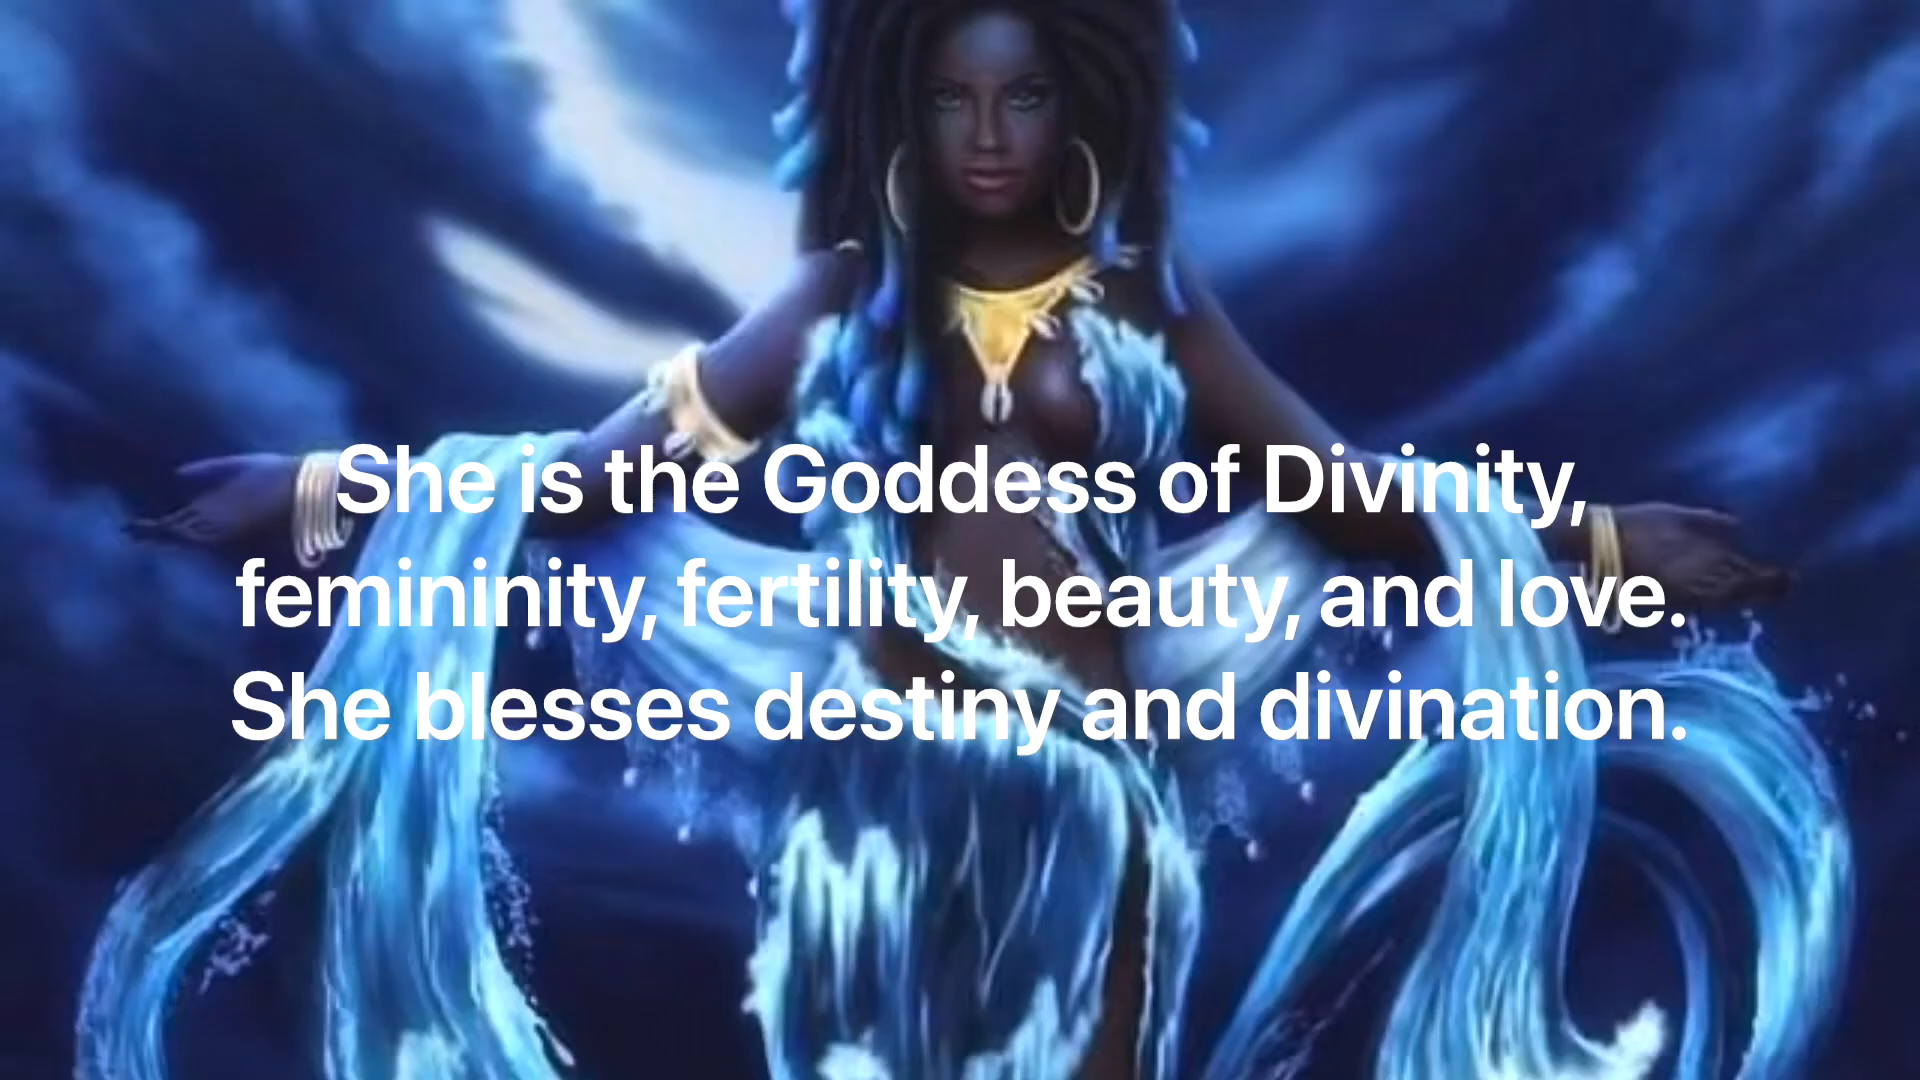 She is the Goddess of Divinity,
femininity, fertility, beauty, and love.
She blesses destiny and divination.